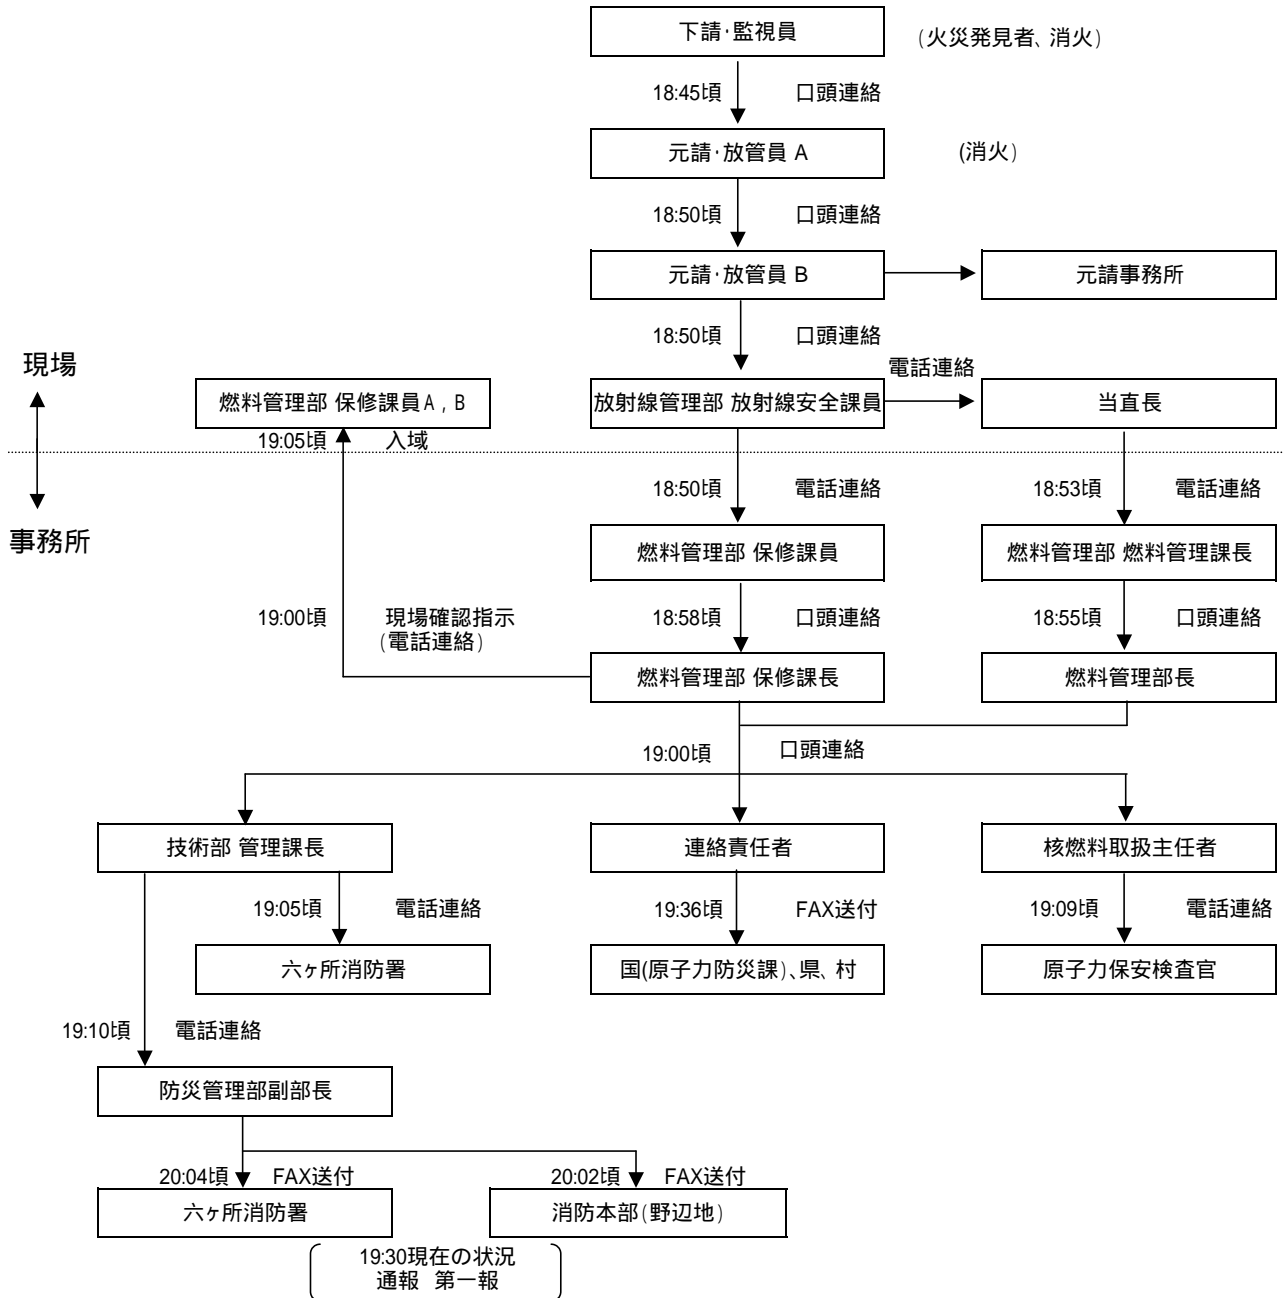 下請･監視員
(火災発見者、消火)
18:45頃 口頭連絡
元請･放管員 A
(消火)
18:50頃 口頭連絡
元請･放管員 B
元請事務所
18:50頃 口頭連絡
現場
電話連絡
燃料管理部 保修課員A , B
放射線管理部 放射線安全課員
当直長
19:05頃 入域
18:50頃 電話連絡
18:53頃 電話連絡
事務所
燃料管理部 保修課員
燃料管理部 燃料管理課長
19:00頃 現場確認指示
(電話連絡)
18:58頃 口頭連絡
18:55頃 口頭連絡
燃料管理部 保修課長
燃料管理部長
19:00頃 口頭連絡
技術部 管理課長
連絡責任者
核燃料取扱主任者
19:05頃 電話連絡
19:36頃 FAX送付
19:09頃 電話連絡
六ヶ所消防署
国(原子力防災課)、県、村
原子力保安検査官
19:10頃 電話連絡
防災管理部副部長
20:04頃 FAX送付
20:02頃 FAX送付
六ヶ所消防署
消防本部(野辺地)
19:30現在の状況
通報 第一報